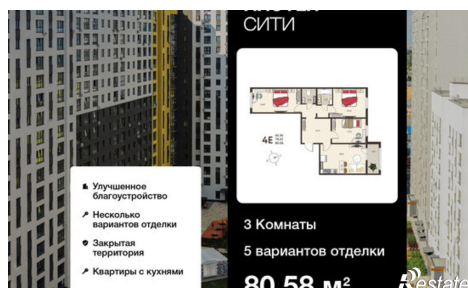 СИТИ
4Е
Улучшенное
благоустройство
Несколько
вариантов отделки
Закрытая
территория
Квартиры с кухнями
3 Комнаты
5 вариантов отделки
80.58 м²
Restate